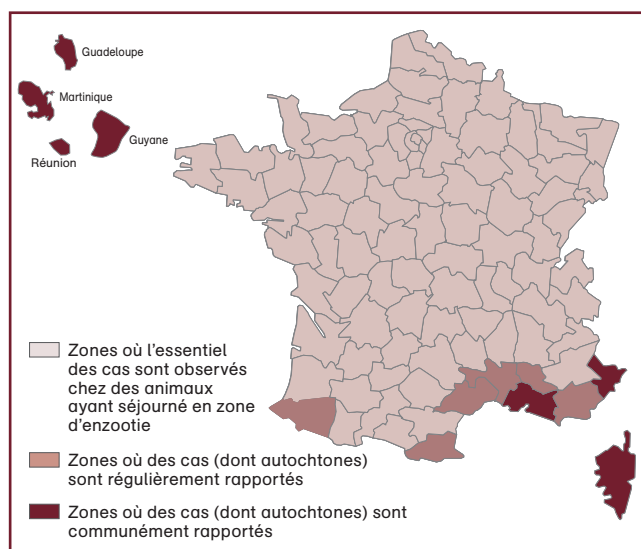 Guadeloupe
Martinique
Guyane
Réunion
Zones où l'essentiel
des cas sont observés
chez des animaux
ayant séjourné en zone
d'enzootie
Zones où des cas (dont autochtones)
sont régulièrement rapportés
Zones où des cas (dont autochtones) sont
communément rapportés